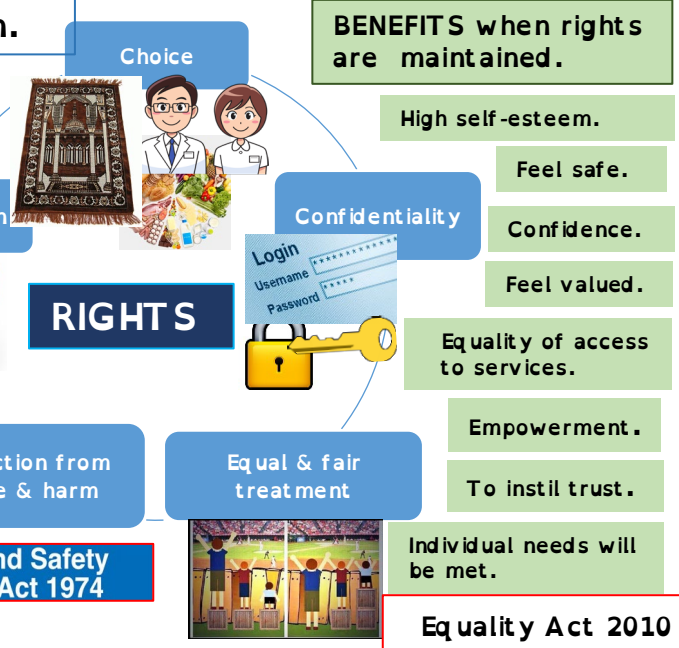 n.
Choice
BENEFITS when rights
are maintained.
High self-esteem.
Feel safe.
Confidentiality
Confidence.
Login
Username ************
Password *****
Feel valued.
RIGHTS
Equality of access
to services.
Empowerment.
ction from
e & harm
Equal & fair
treatment
To instil trust.
Individual needs will
be met.
nd Safety
Act 1974
Equality Act 2010